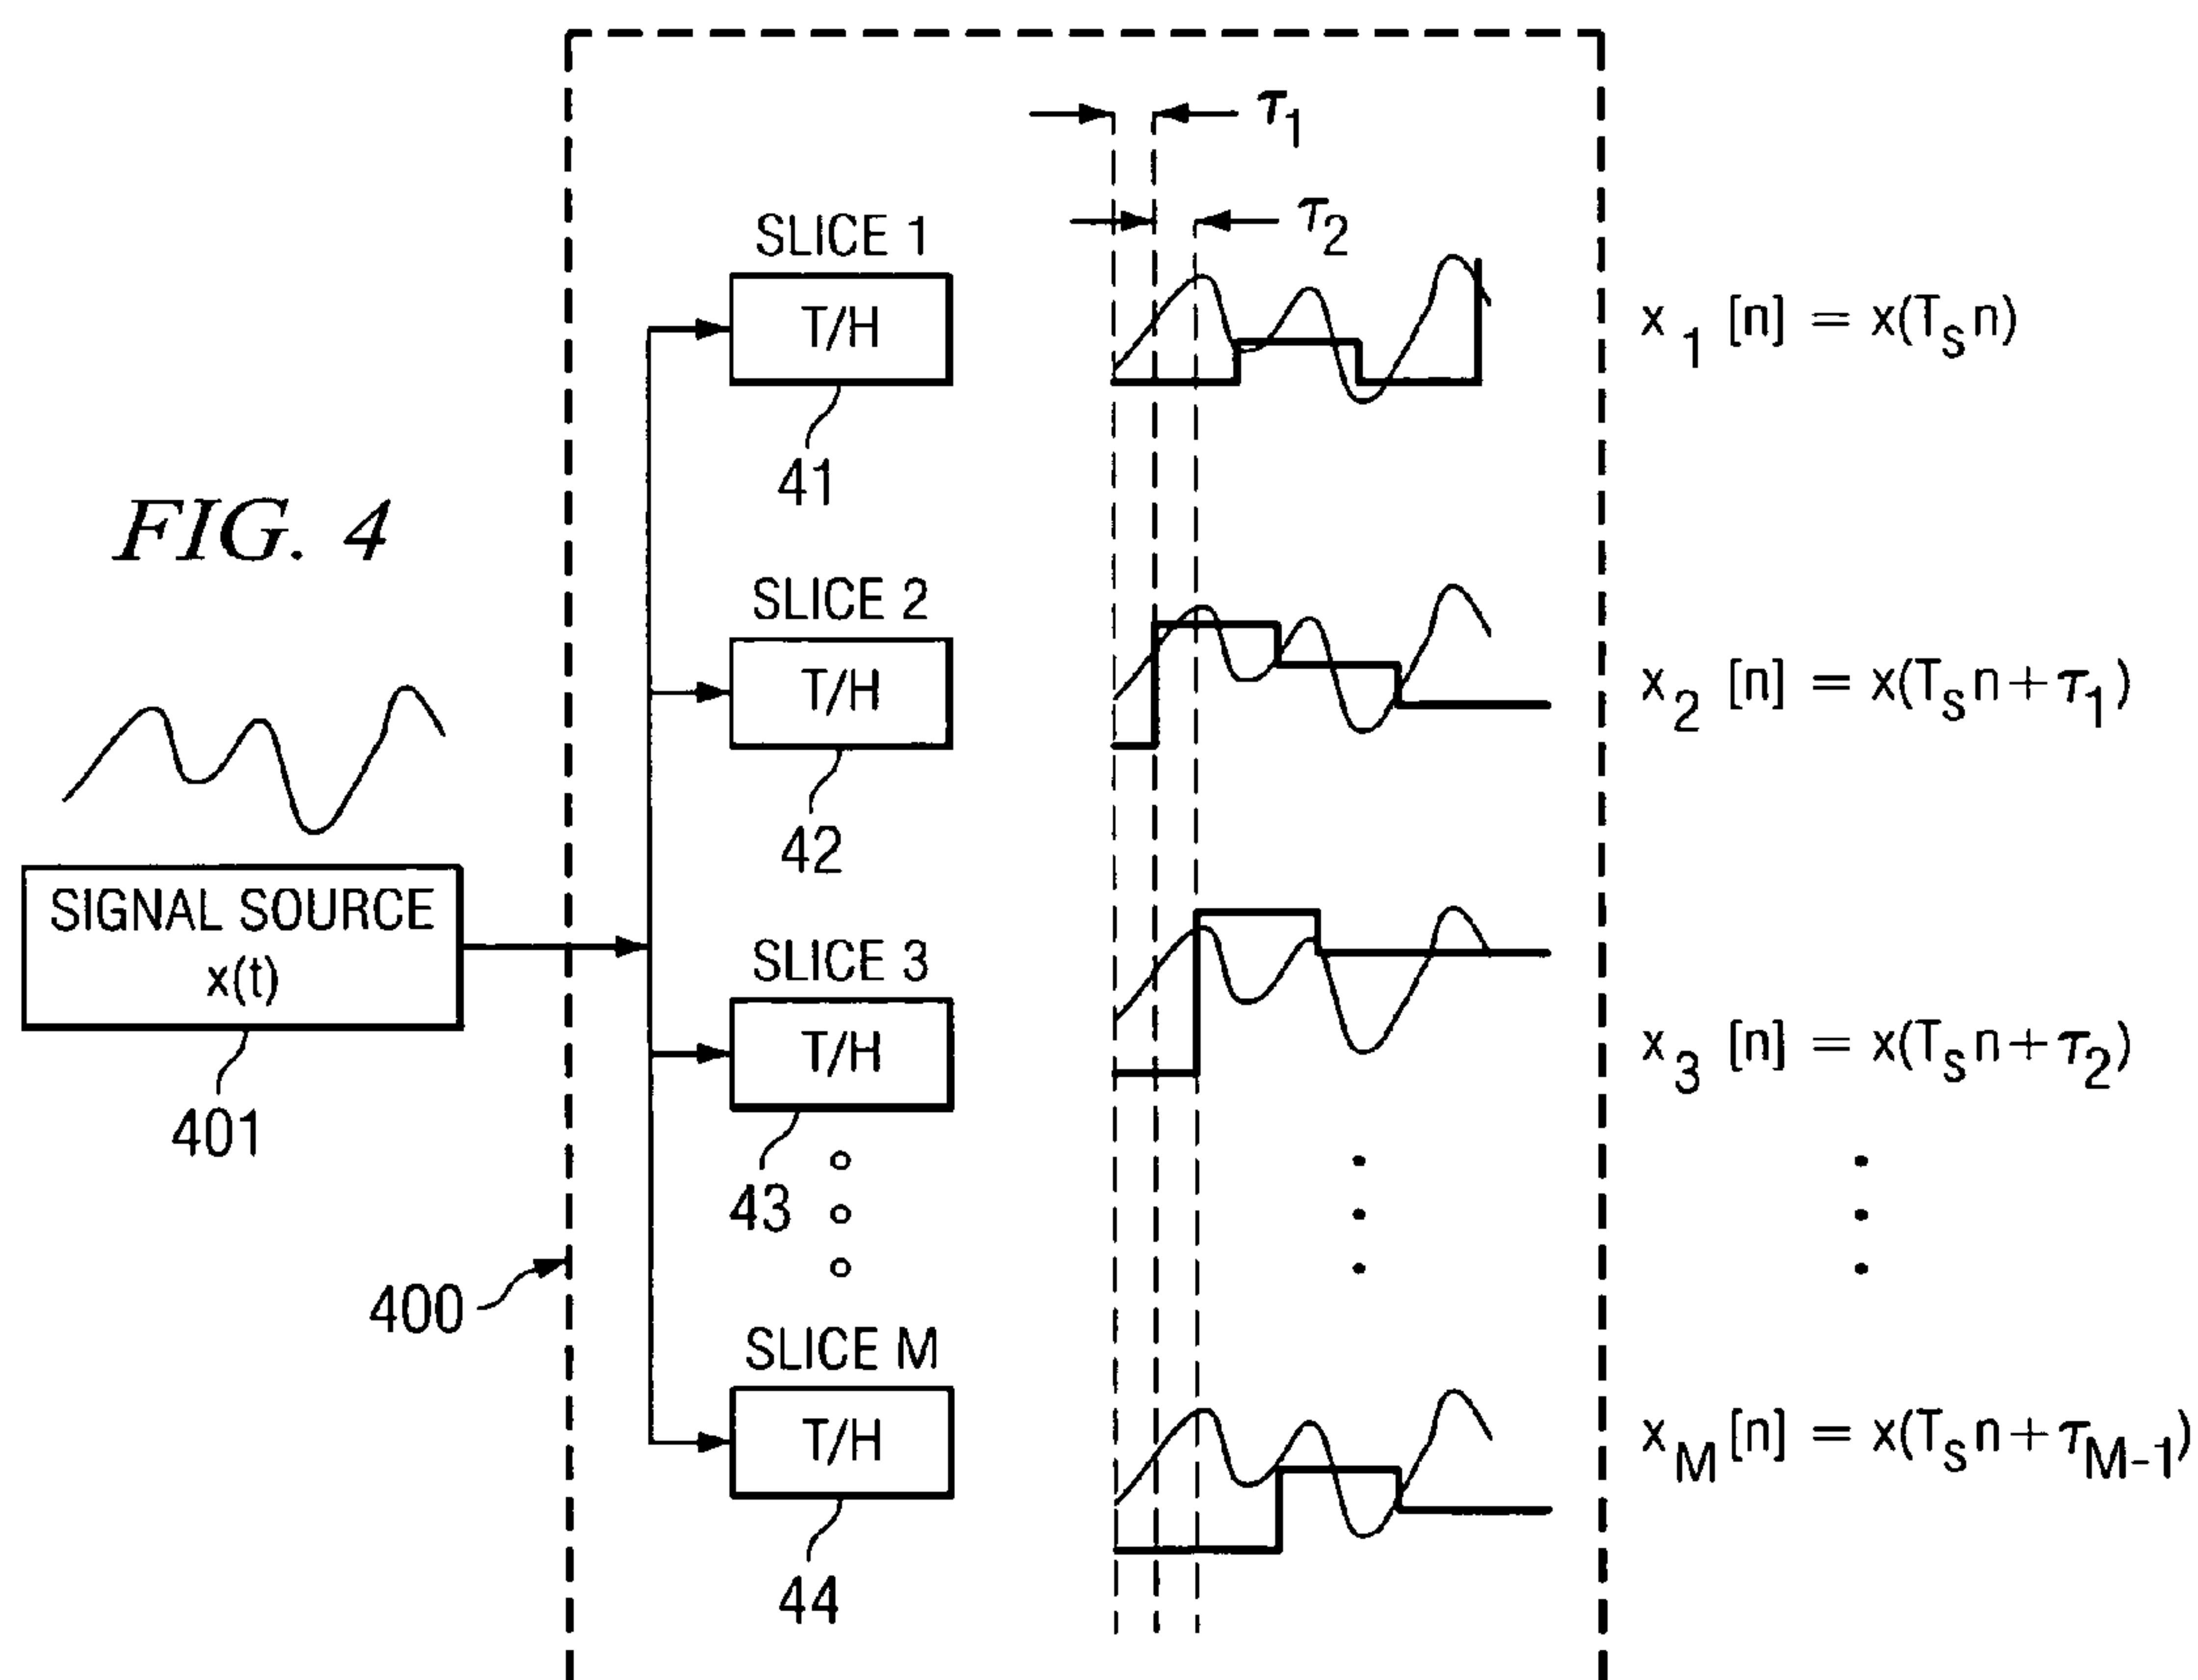 FIG. 4
SIGNAL SOURCE
x(t)
401
400
SLICE 1
T/H
41
SLICE 2
T/H
42
SLICE 3
T/H
43
SLICE M
T/H
44
τ1
τ2
x1 [n] = x(TSn)
x2 [n] = x(TSn+τ1)
x3 [n] = x(TSn+τ2)
xM [n] = x(TSn+τM-1)